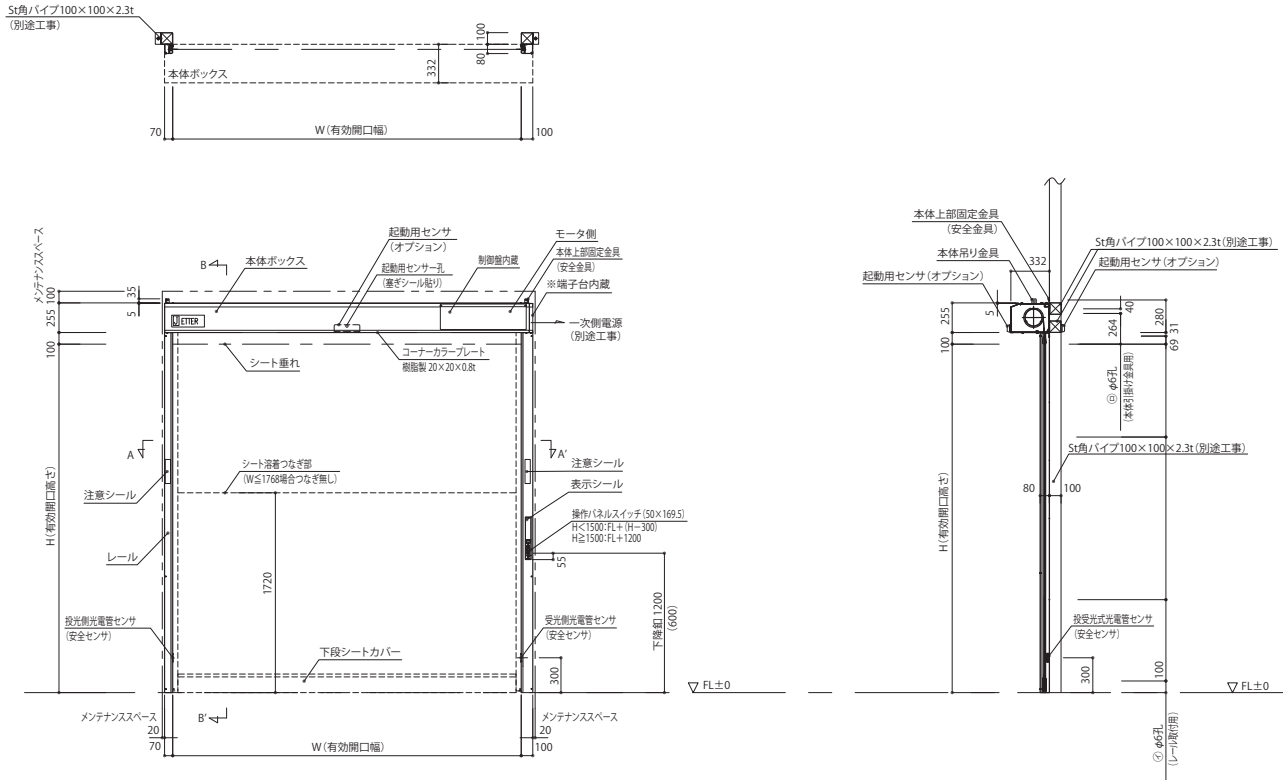 St角パイプ100×100×2.3t
(別途工事)
本体ボックス
332
100
80
70
W(有効開口幅)
100
メンテナンススペース
100
35
5
255
100
H(有効開口高さ)
B
本体ボックス
起動用センサ
(オプション)
起動用センサー孔
(塞ぎシール貼り)
制御盤内蔵
モータ側
本体上部固定金具
(安全金具)
※端子台内蔵
一次側電源
(別途工事)
JETTER
シート垂れ
コーナーカラープレート
樹脂製 20×20×0.8t
A
A'
シート溶着つなぎ部
(W≦1768場合つなぎ無し)
注意シール
注意シール
表示シール
操作パネルスイッチ(50×169.5)
H<1500:FL+(H−300)
H≧1500:FL+1200
レール
55
1720
下降釦1200
(600)
投光側光電管センサ
(安全センサ)
受光側光電管センサ
(安全センサ)
下段シートカバー
300
▽ FL±0
メンテナンススペース
B'
メンテナンススペース
20
70
W(有効開口幅)
20
100
本体上部固定金具
(安全金具)
本体吊り金具
332
起動用センサ(オプション)
St角パイプ100×100×2.3t(別途工事)
起動用センサ(オプション)
5
255
100
40
264
280
31
69
㋺ φ6孔
(本体引掛け金具用)
St角パイプ100×100×2.3t(別途工事)
80
100
H(有効開口高さ)
投受光式光電管センサ
(安全センサ)
300
100
▽ FL±0
㋑ φ6孔
(レール取付用)